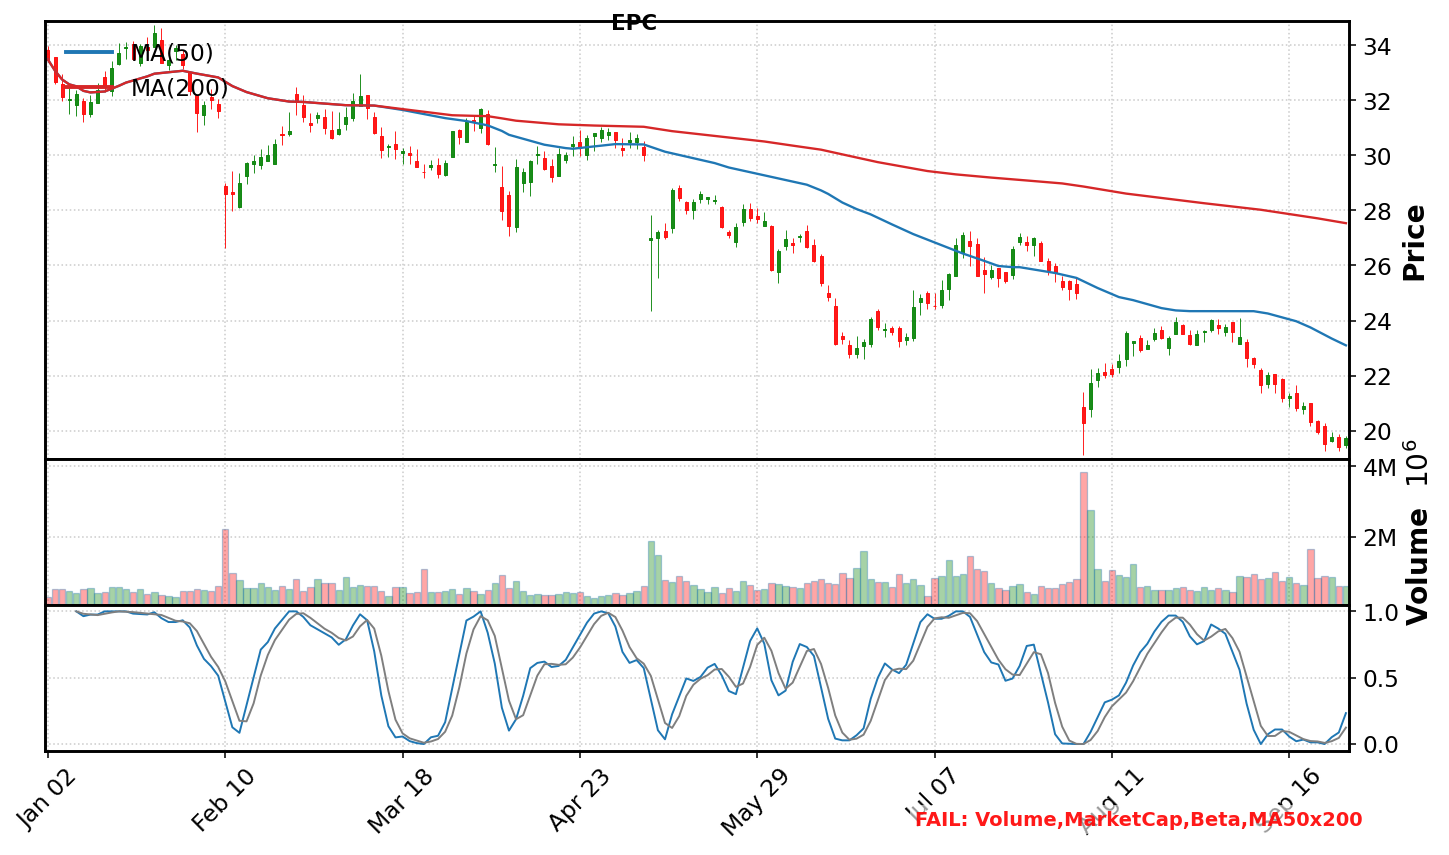 EPC
MA(50)
MA(200)
34
32
30
28
26
24
22
20
Price
4M
2M
Volume 10^6
1.0
0.5
0.0
Jan 02
Feb 10
Mar 18
Apr 23
May 29
Jul 07
Aug 11
Sep 16
FAIL: Volume,MarketCap,Beta,MA50x200